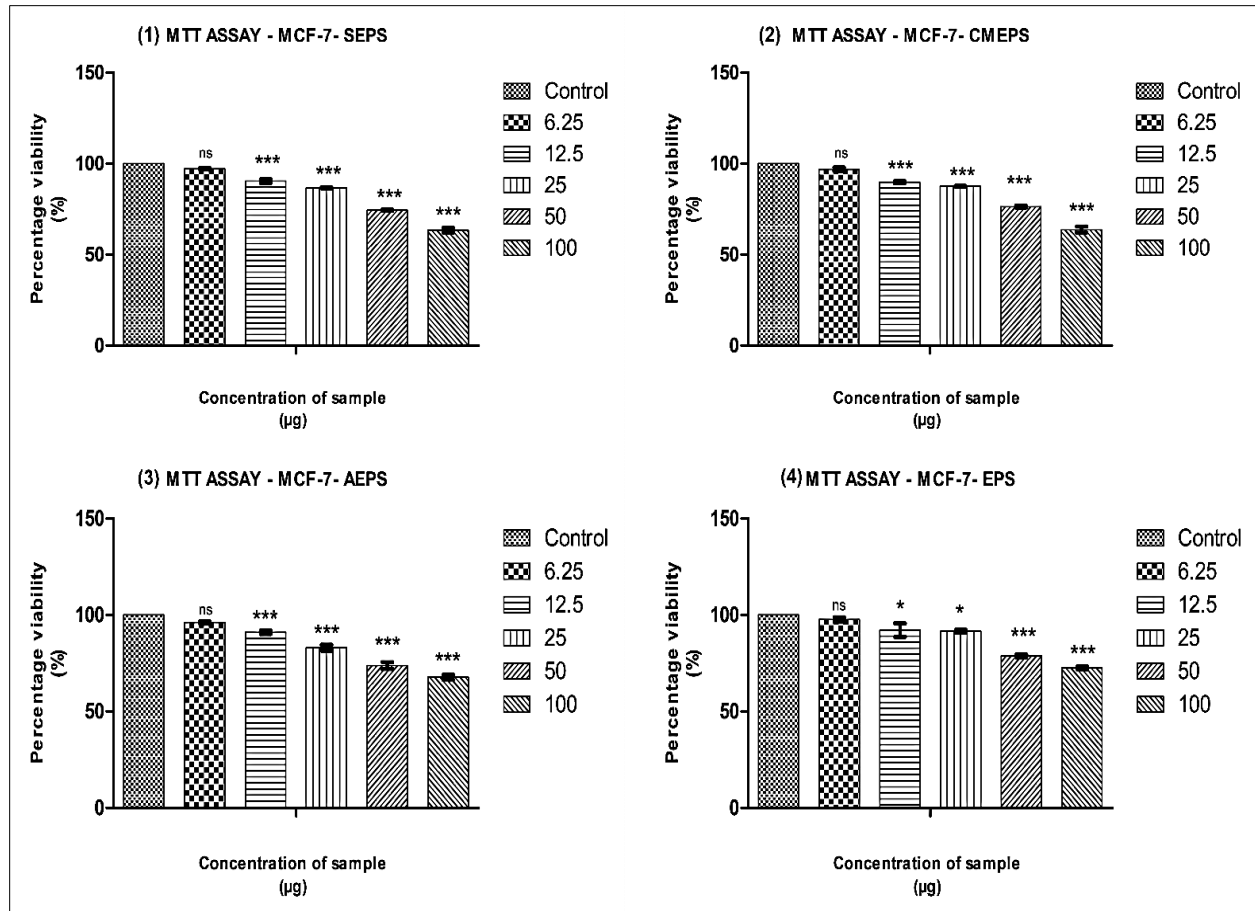 (1) MTT ASSAY - MCF-7- SEPS
150
100
50
0
Percentage viability
(%)
ns
***
***
***
***
Concentration of sample
(µg)
Control
6.25
12.5
25
50
100
(2) MTT ASSAY - MCF-7- CMEPS
150
100
50
0
Percentage viability
(%)
ns
***
***
***
***
Concentration of sample
(µg)
Control
6.25
12.5
25
50
100
(3) MTT ASSAY - MCF-7- AEPS
150
100
50
0
Percentage viability
(%)
ns
***
***
***
***
Concentration of sample
(µg)
Control
6.25
12.5
25
50
100
(4) MTT ASSAY - MCF-7- EPS
150
100
50
0
Percentage viability
(%)
ns
*
*
***
***
Concentration of sample
(µg)
Control
6.25
12.5
25
50
100